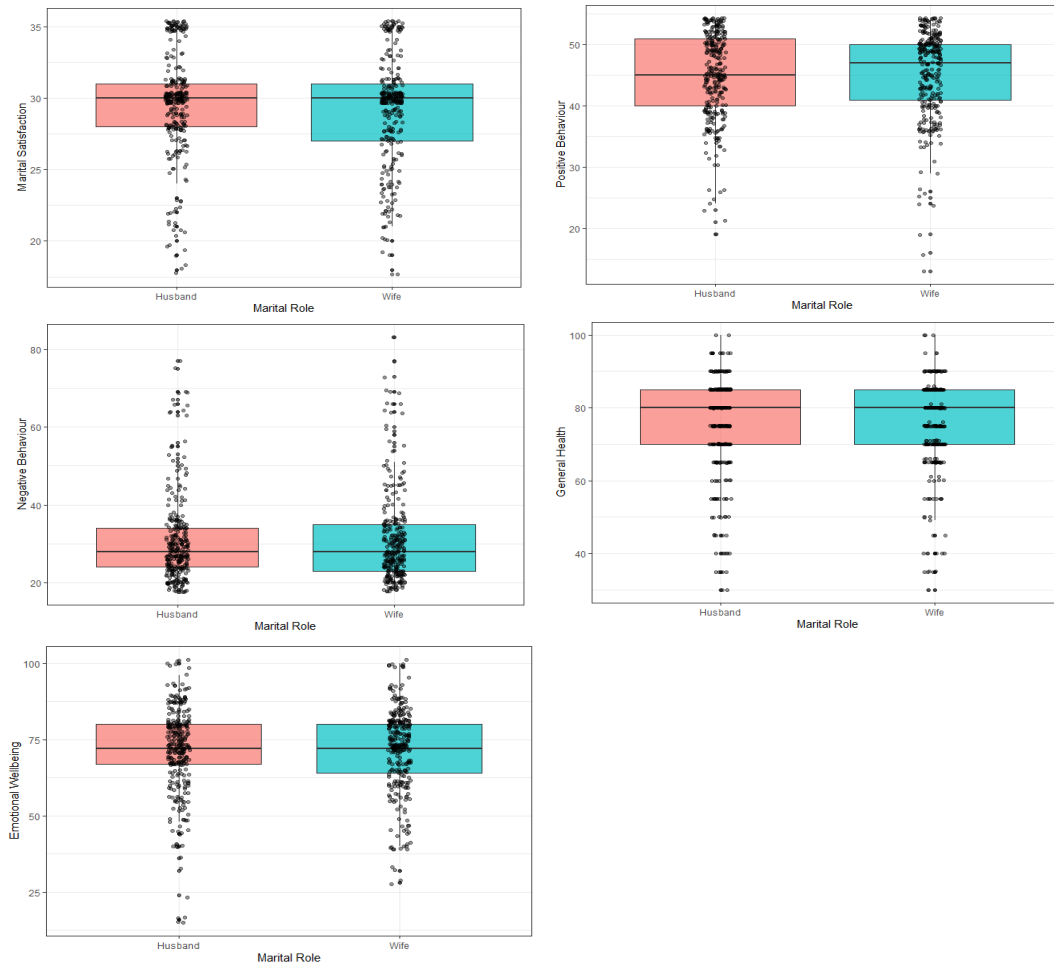 Marital Satisfaction
35
30
25
20
Husband
Wife
Marital Role
Positive Behaviour
50
40
30
20
Husband
Wife
Marital Role
Negative Behaviour
80
60
40
20
Husband
Wife
Marital Role
General Health
100
80
60
40
Husband
Wife
Marital Role
Emotional Wellbeing
100
75
50
25
Husband
Wife
Marital Role